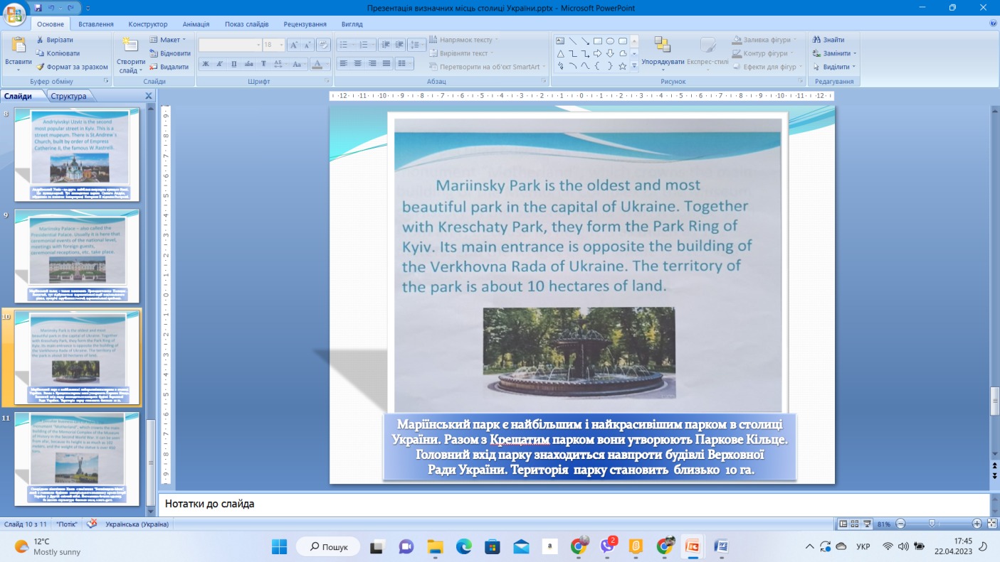 Презентація визначних місць столиці України.pptx - Microsoft PowerPoint
Основне Вставлення Конструктор Анімація Показ слайдів Рецензування Вигляд
Вставити
Вирізати
Копіювати
Формат за зразком
Буфер обміну
Створити
слайд
Макет
Відновити
Видалити
Слайди
18
Шрифт
Напрямок тексту
Вирівняти текст
Перетворити на об'єкт SmartArt
Абзац
Упорядкувати
Експрес-стилі
Заливка фігури
Контур фігури
Ефекти для фігур
Рисунок
Знайти
Замінити
Виділити
Редагування
Слайди Структура
8
Andriyivskyi Uzviz is the second
most popular street in Kyiv. This is a
street mupeum. There is St.Andrew`s
Church, built by order of Empress
Catherine II, the famous W.Rastrelli.
9
Mariinsky Palace – also called the
Presidential Palace. Usually it is here that
ceremonial events of the national level,
meetings with foreign guests,
ceremonial receptions, etc. take place.
10
Mariinsky Park is the oldest and most
beautiful park in the capital of Ukraine. Together
with Kreschaty Park, they form the Park Ring of
Kyiv. Its main entrance is opposite the building of
the Verkhovna Rada of Ukraine. The territory of
the park is about 10 hectares of land.
11
monument "Motherland", which crowns the main
building of the Memorial Complex of the Museum
of History in the Second World War. It can be seen
from afar, because its height is as much as 102
meters, and the weight of the statue is over 450
tons.
Mariinsky Park is the oldest and most
beautiful park in the capital of Ukraine. Together
with Kreschaty Park, they form the Park Ring of
Kyiv. Its main entrance is opposite the building of
the Verkhovna Rada of Ukraine. The territory of
the park is about 10 hectares of land.
Маріїнський парк є найбільшим і найкрасивішим парком в столиці
України. Разом з Крещатим парком вони утворюють Паркове Кільце.
Головний вхід парку знаходиться навпроти будівлі Верховної
Ради України. Територія парку становить близько 10 га.
Нотатки до слайда
Слайд 10 з 11 "Потік" Українська (Україна) 81%
12°C
Mostly sunny
Пошук
2
УКР
17:45
22.04.2023